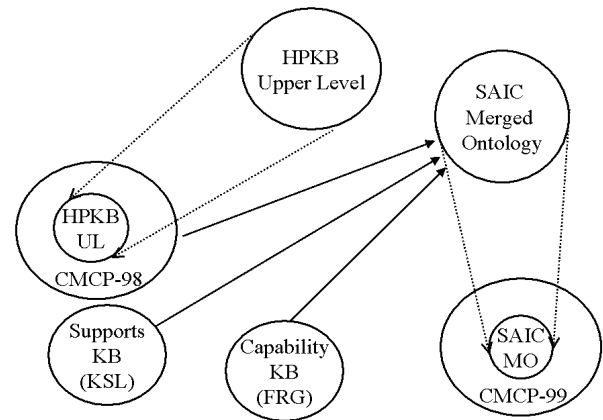 HPKB
Upper Level
SAIC
Merged
Ontology
HPKB
UL
CMCP-98
Supports
KB
(KSL)
Capability
KB
(FRG)
SAIC
MO
CMCP-99